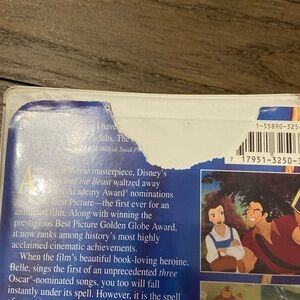 I have
1-55890-325
Sneak Pre
A movie masterpiece, Disney's
and the Beast waltzed away
Academy Award® nominations
Best Picture—the first ever for an
animated film. Along with winning the
prestigious Best Picture Golden Globe Award,
it now ranks among history's most highly
acclaimed cinematic achievements.
When the film's beautiful book-loving heroine,
Belle, sings the first of an unprecedented three
Oscar®-nominated songs, you too will fall
instantly under its spell. However, it is the spell
17951-3250-3